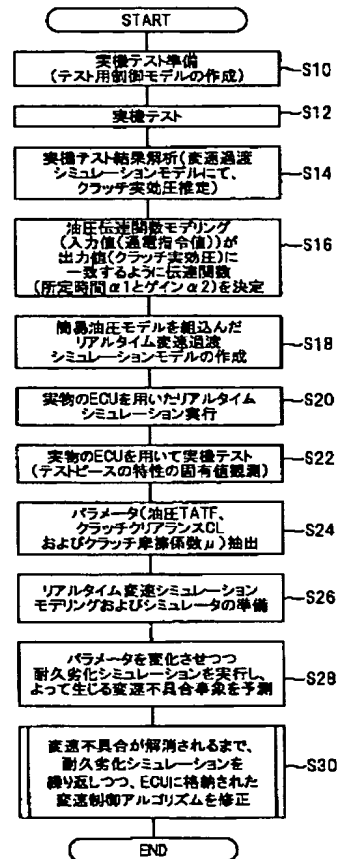 START
実機テスト準備
(テスト用制御モデルの作成)
S10
実機テスト
S12
実機テスト結果解析(変速過渡
シミュレーションモデルにて、
クラッチ実効圧推定)
S14
油圧伝達関数モデリング
(入力値(通電指令値))が
出力値(クラッチ実効圧)に
一致するように伝達関数
(所定時間α1とゲインα2)を決定
S16
簡易油圧モデルを組込んだ
リアルタイム変速過渡
シミュレーションモデルの作成
S18
実物のECUを用いたリアルタイム
シミュレーション実行
S20
実物のECUを用いて実機テスト
(テストピースの特性の固有値観測)
S22
パラメータ(油圧TATF、
クラッチクリアランスCL
およびクラッチ摩擦係数μ)抽出
S24
リアルタイム変速シミュレーション
モデリングおよびシミュレータの準備
S26
パラメータを変化させつつ
耐久劣化シミュレーションを実行し、
よって生じる変速不具合事象を予測
S28
変速不具合が解消されるまで、
耐久劣化シミュレーションを
繰り返しつつ、ECUに格納された
変速制御アルゴリズムを修正
S30
END